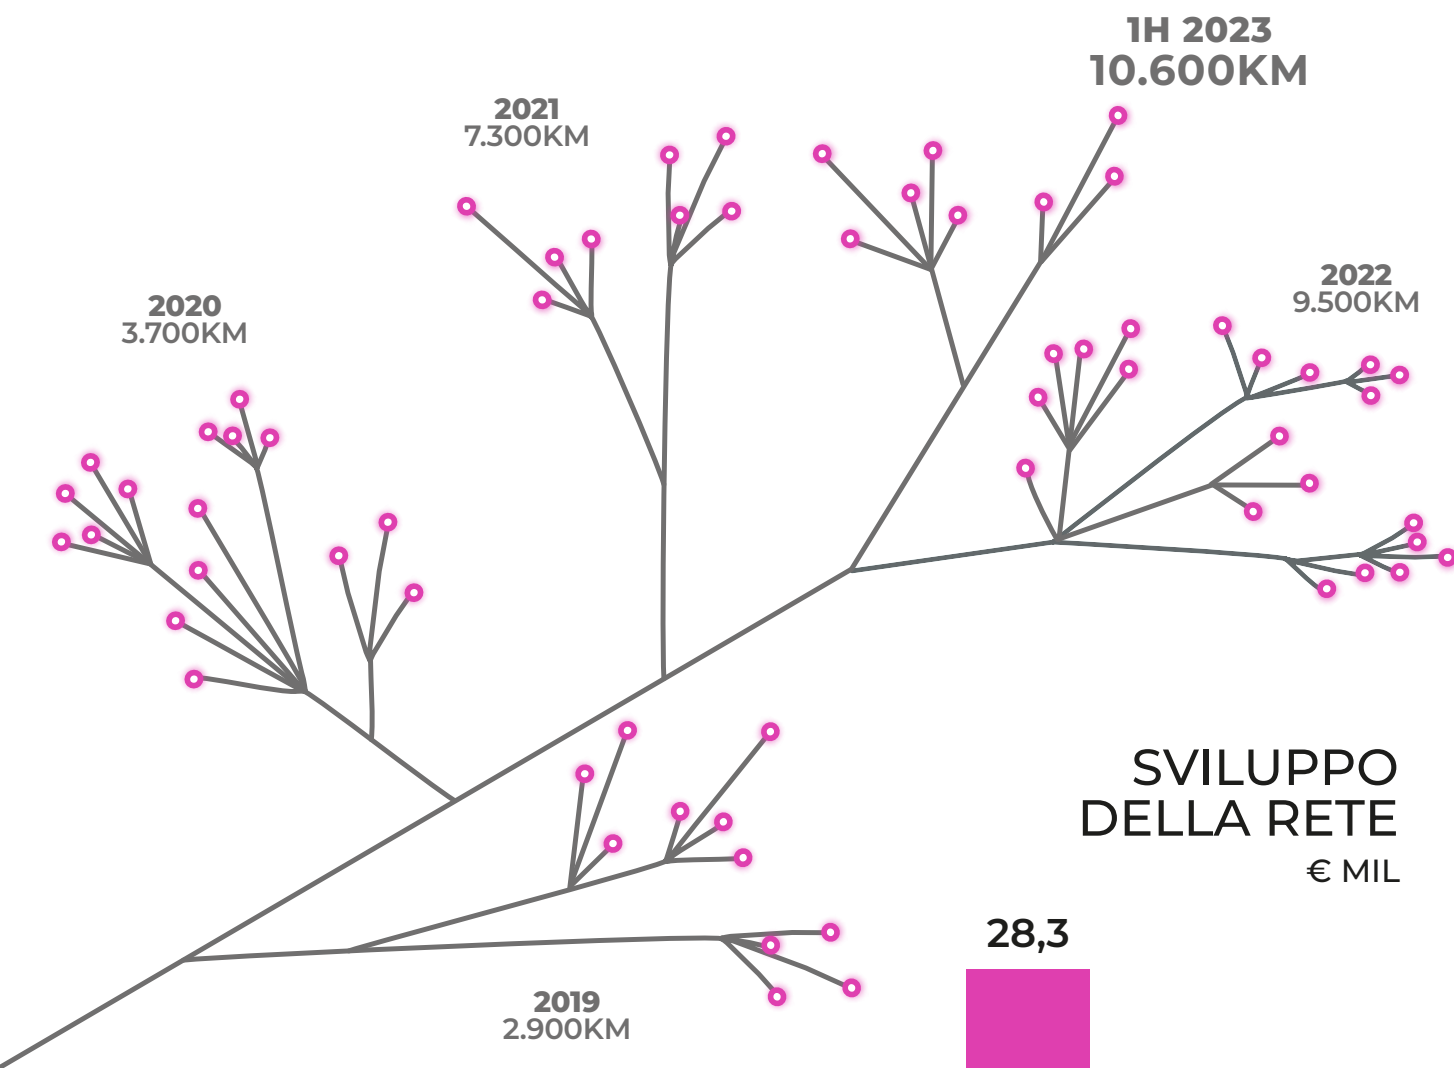 1H 2023
10.600KM
2021
7.300KM
2022
9.500KM
2020
3.700KM
SVILUPPO
DELLA RETE
€ MIL
28,3
2019
2.900KM